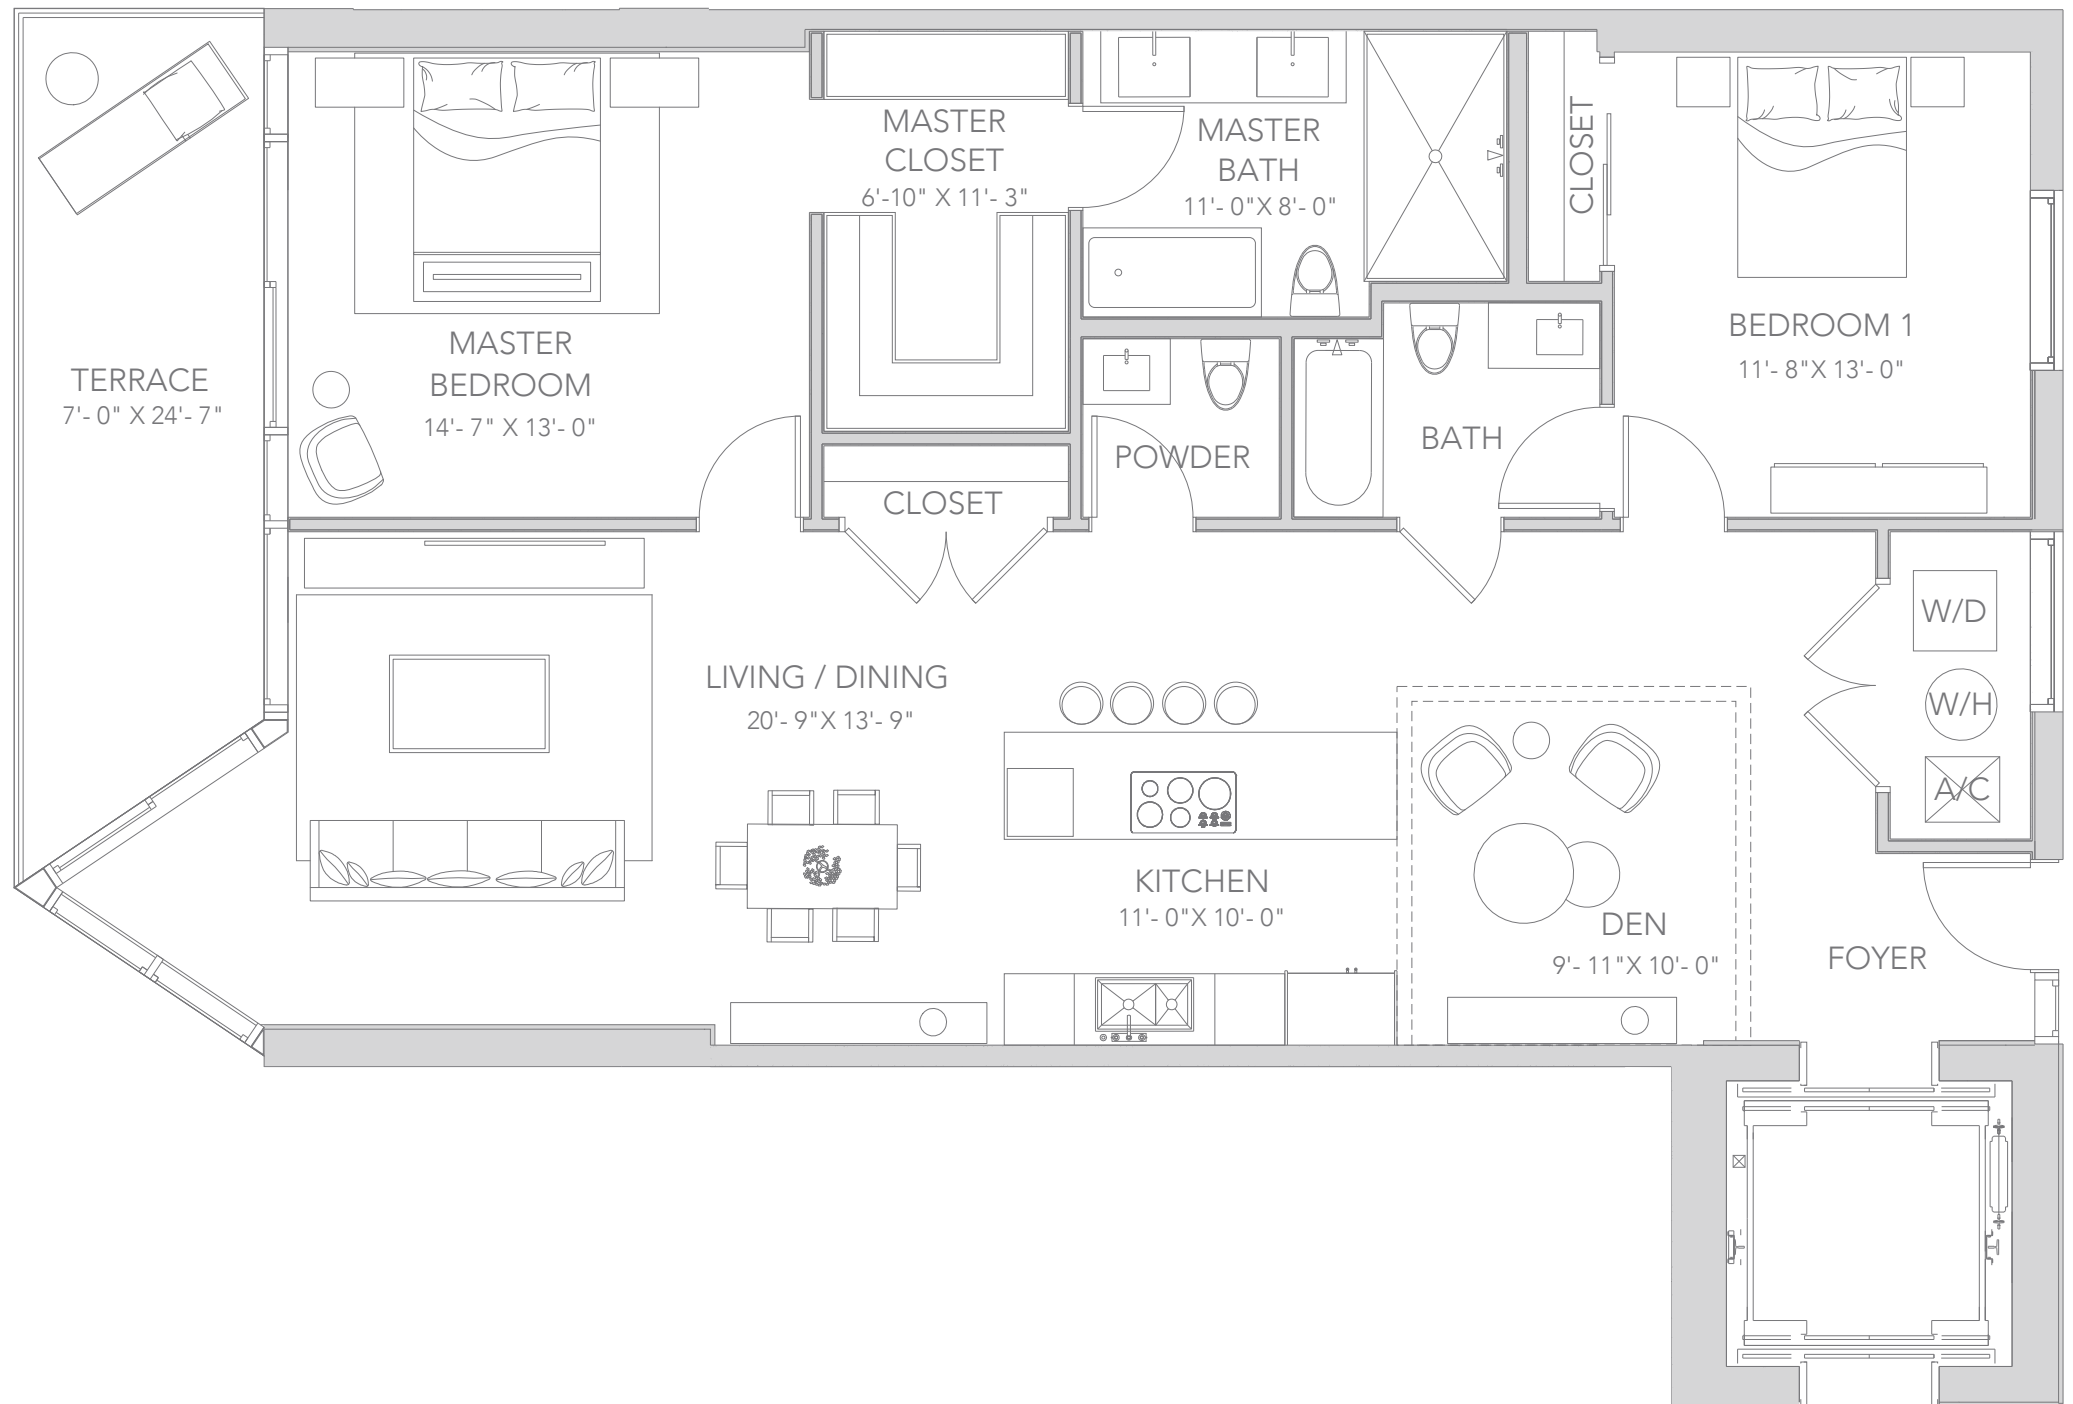 MASTER
CLOSET
6'-10" X 11'- 3"
MASTER
BATH
11'- 0"X 8'- 0"
CLOSET
BEDROOM 1
11'- 8"X 13'- 0"
MASTER
BEDROOM
14'- 7" X 13'- 0"
TERRACE
7'- 0" X 24'- 7"
POWDER
BATH
CLOSET
W/D
W/H
A/C
LIVING / DINING
20'- 9"X 13'- 9"
KITCHEN
11'- 0"X 10'- 0"
DEN
9'- 11"X 10'- 0"
FOYER